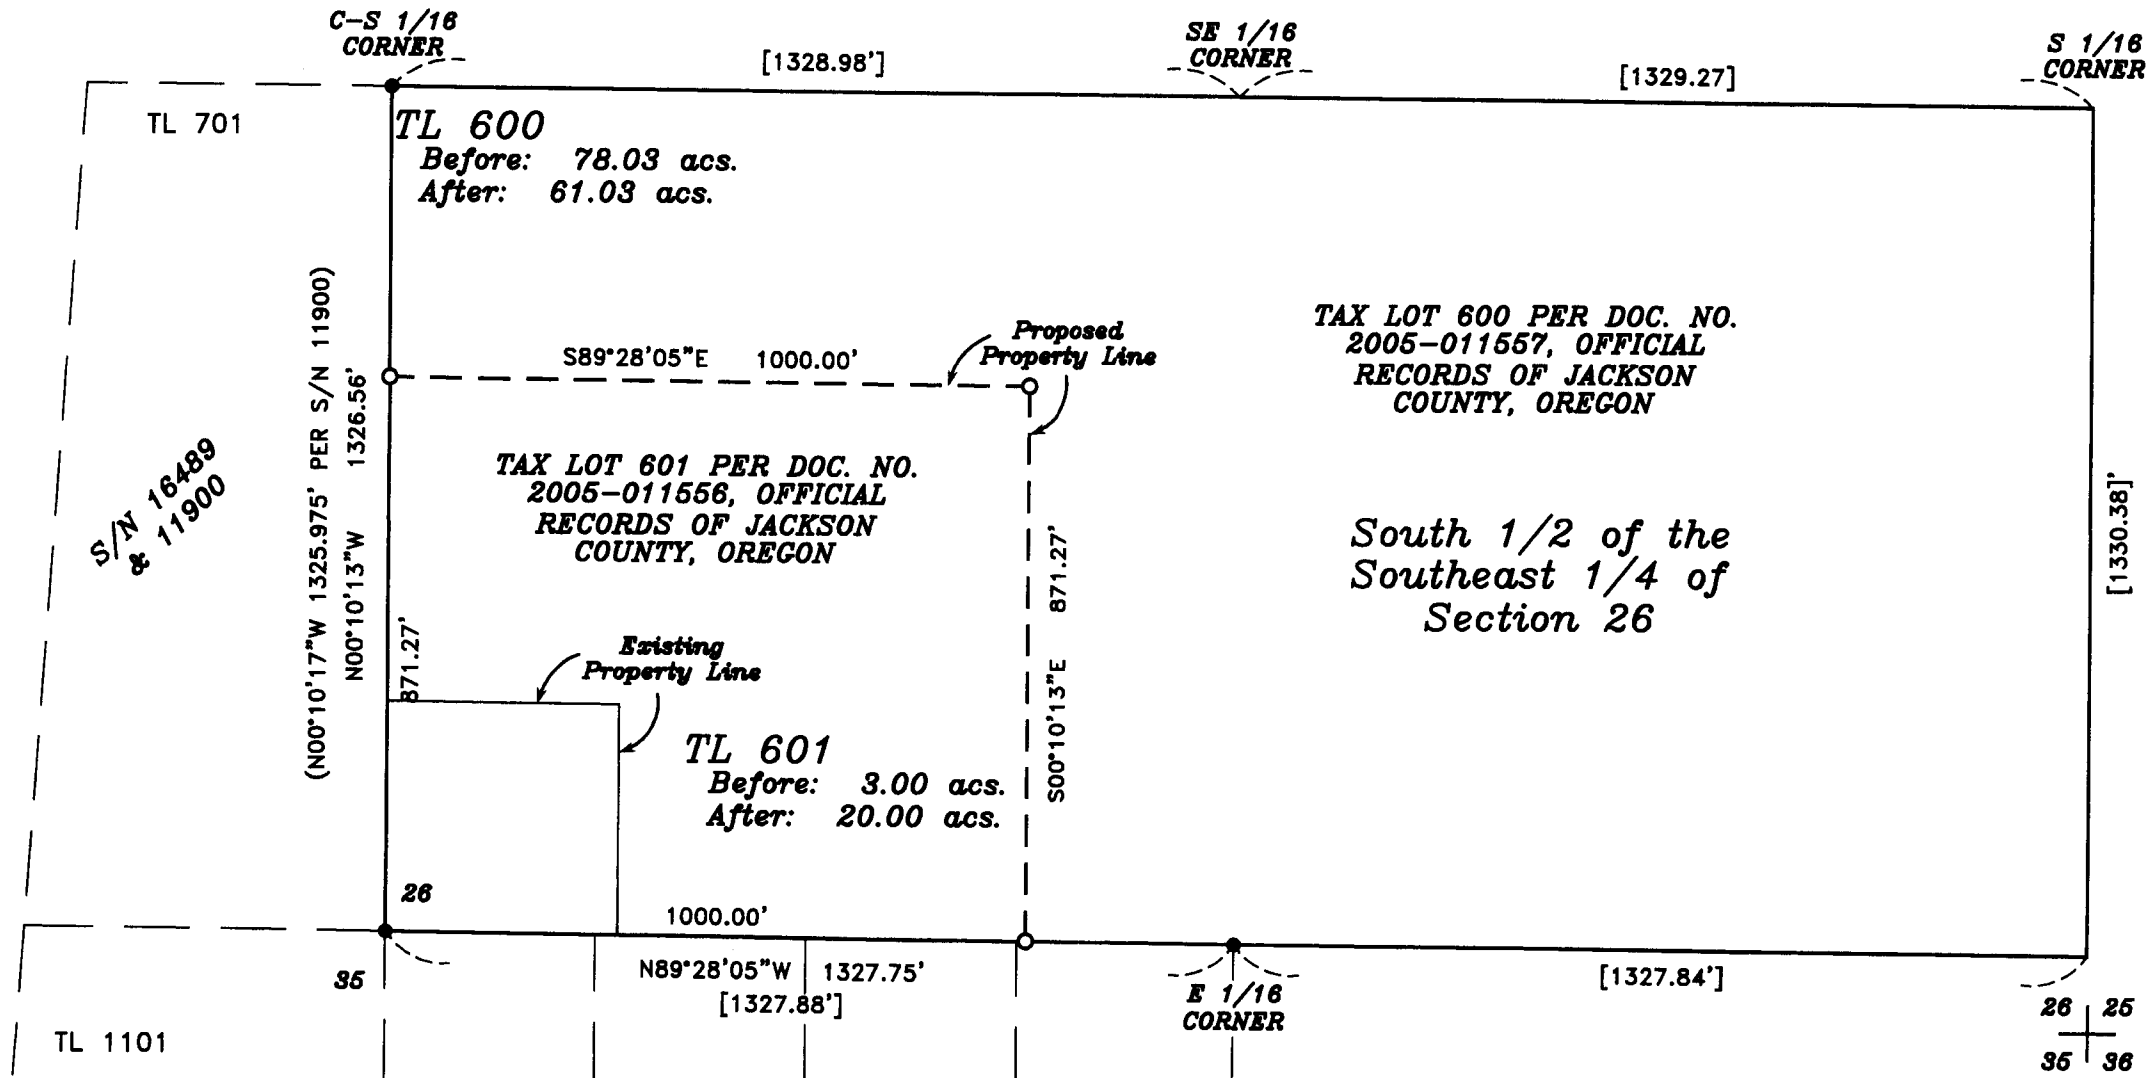 C-S 1/16
CORNER
[1328.98']
SE 1/16
CORNER
[1329.27]
S 1/16
CORNER
TL 701
TL 600
Before: 78.03 acs.
After: 61.03 acs.
(N00°10'17"W 1325.975' PER S/N 11900)
N00°10'13"W 1326.56'
S89°28'05"E 1000.00'
Proposed
Property Line
TAX LOT 600 PER DOC. NO.
2005-011557, OFFICIAL
RECORDS OF JACKSON
COUNTY, OREGON
S/N 16489
& 11900
TAX LOT 601 PER DOC. NO.
2005-011556, OFFICIAL
RECORDS OF JACKSON
COUNTY, OREGON
South 1/2 of the
Southeast 1/4 of
Section 26
[1330.38]'
871.27'
S00°10'13"E 871.27'
Existing
Property Line
TL 601
Before: 3.00 acs.
After: 20.00 acs.
26
1000.00'
35
N89°28'05"W 1327.75'
[1327.88']
E 1/16
CORNER
[1327.84']
TL 1101
26 25
35 36